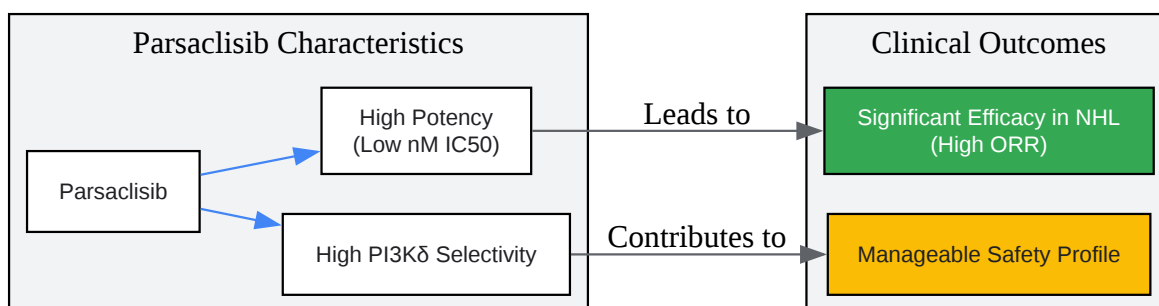 Parsaclisib Characteristics
Clinical Outcomes
High Potency
(Low nM IC50)
Leads to
Significant Efficacy in NHL
(High ORR)
Parsaclisib
High PI3Kδ Selectivity
Contributes to
Manageable Safety Profile